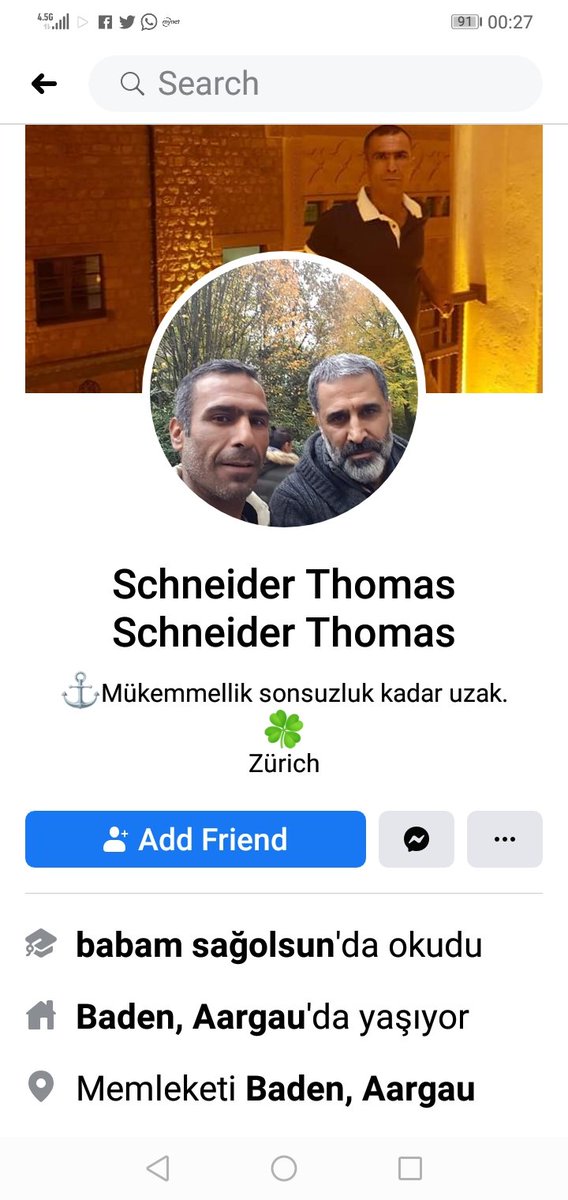 4.5G
91
00:27
Search
Schneider Thomas
Schneider Thomas
⚓Mükemmellik sonsuzluk kadar uzak.
🍀
Zürich
Add Friend
babam sağolsun'da okudu
Baden, Aargau'da yaşıyor
Memleketi Baden, Aargau